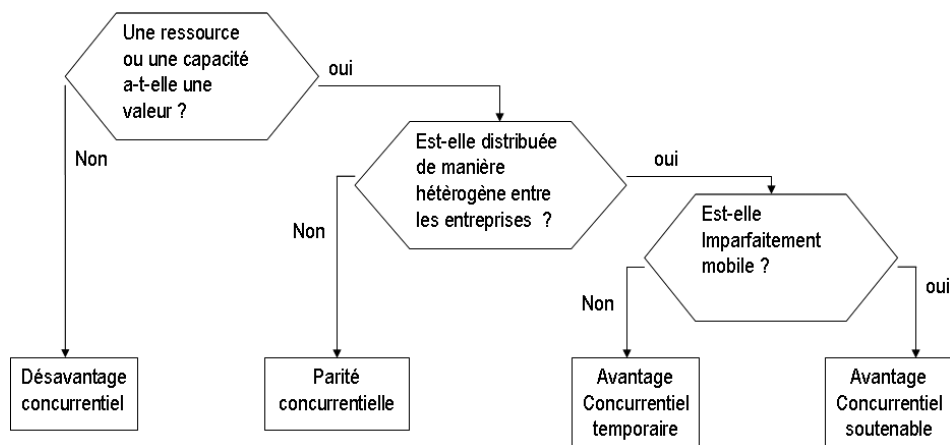 Une ressource
ou une capacité
a-t-elle une
valeur ?
oui
Non
Est-elle distribuée
de manière
hétèrogène entre
les entreprises ?
oui
Non
Est-elle
Imparfaitement
mobile ?
Non
oui
Désavantage
concurrentiel
Parité
concurrentielle
Avantage
Concurrentiel
temporaire
Avantage
Concurrentiel
soutenable